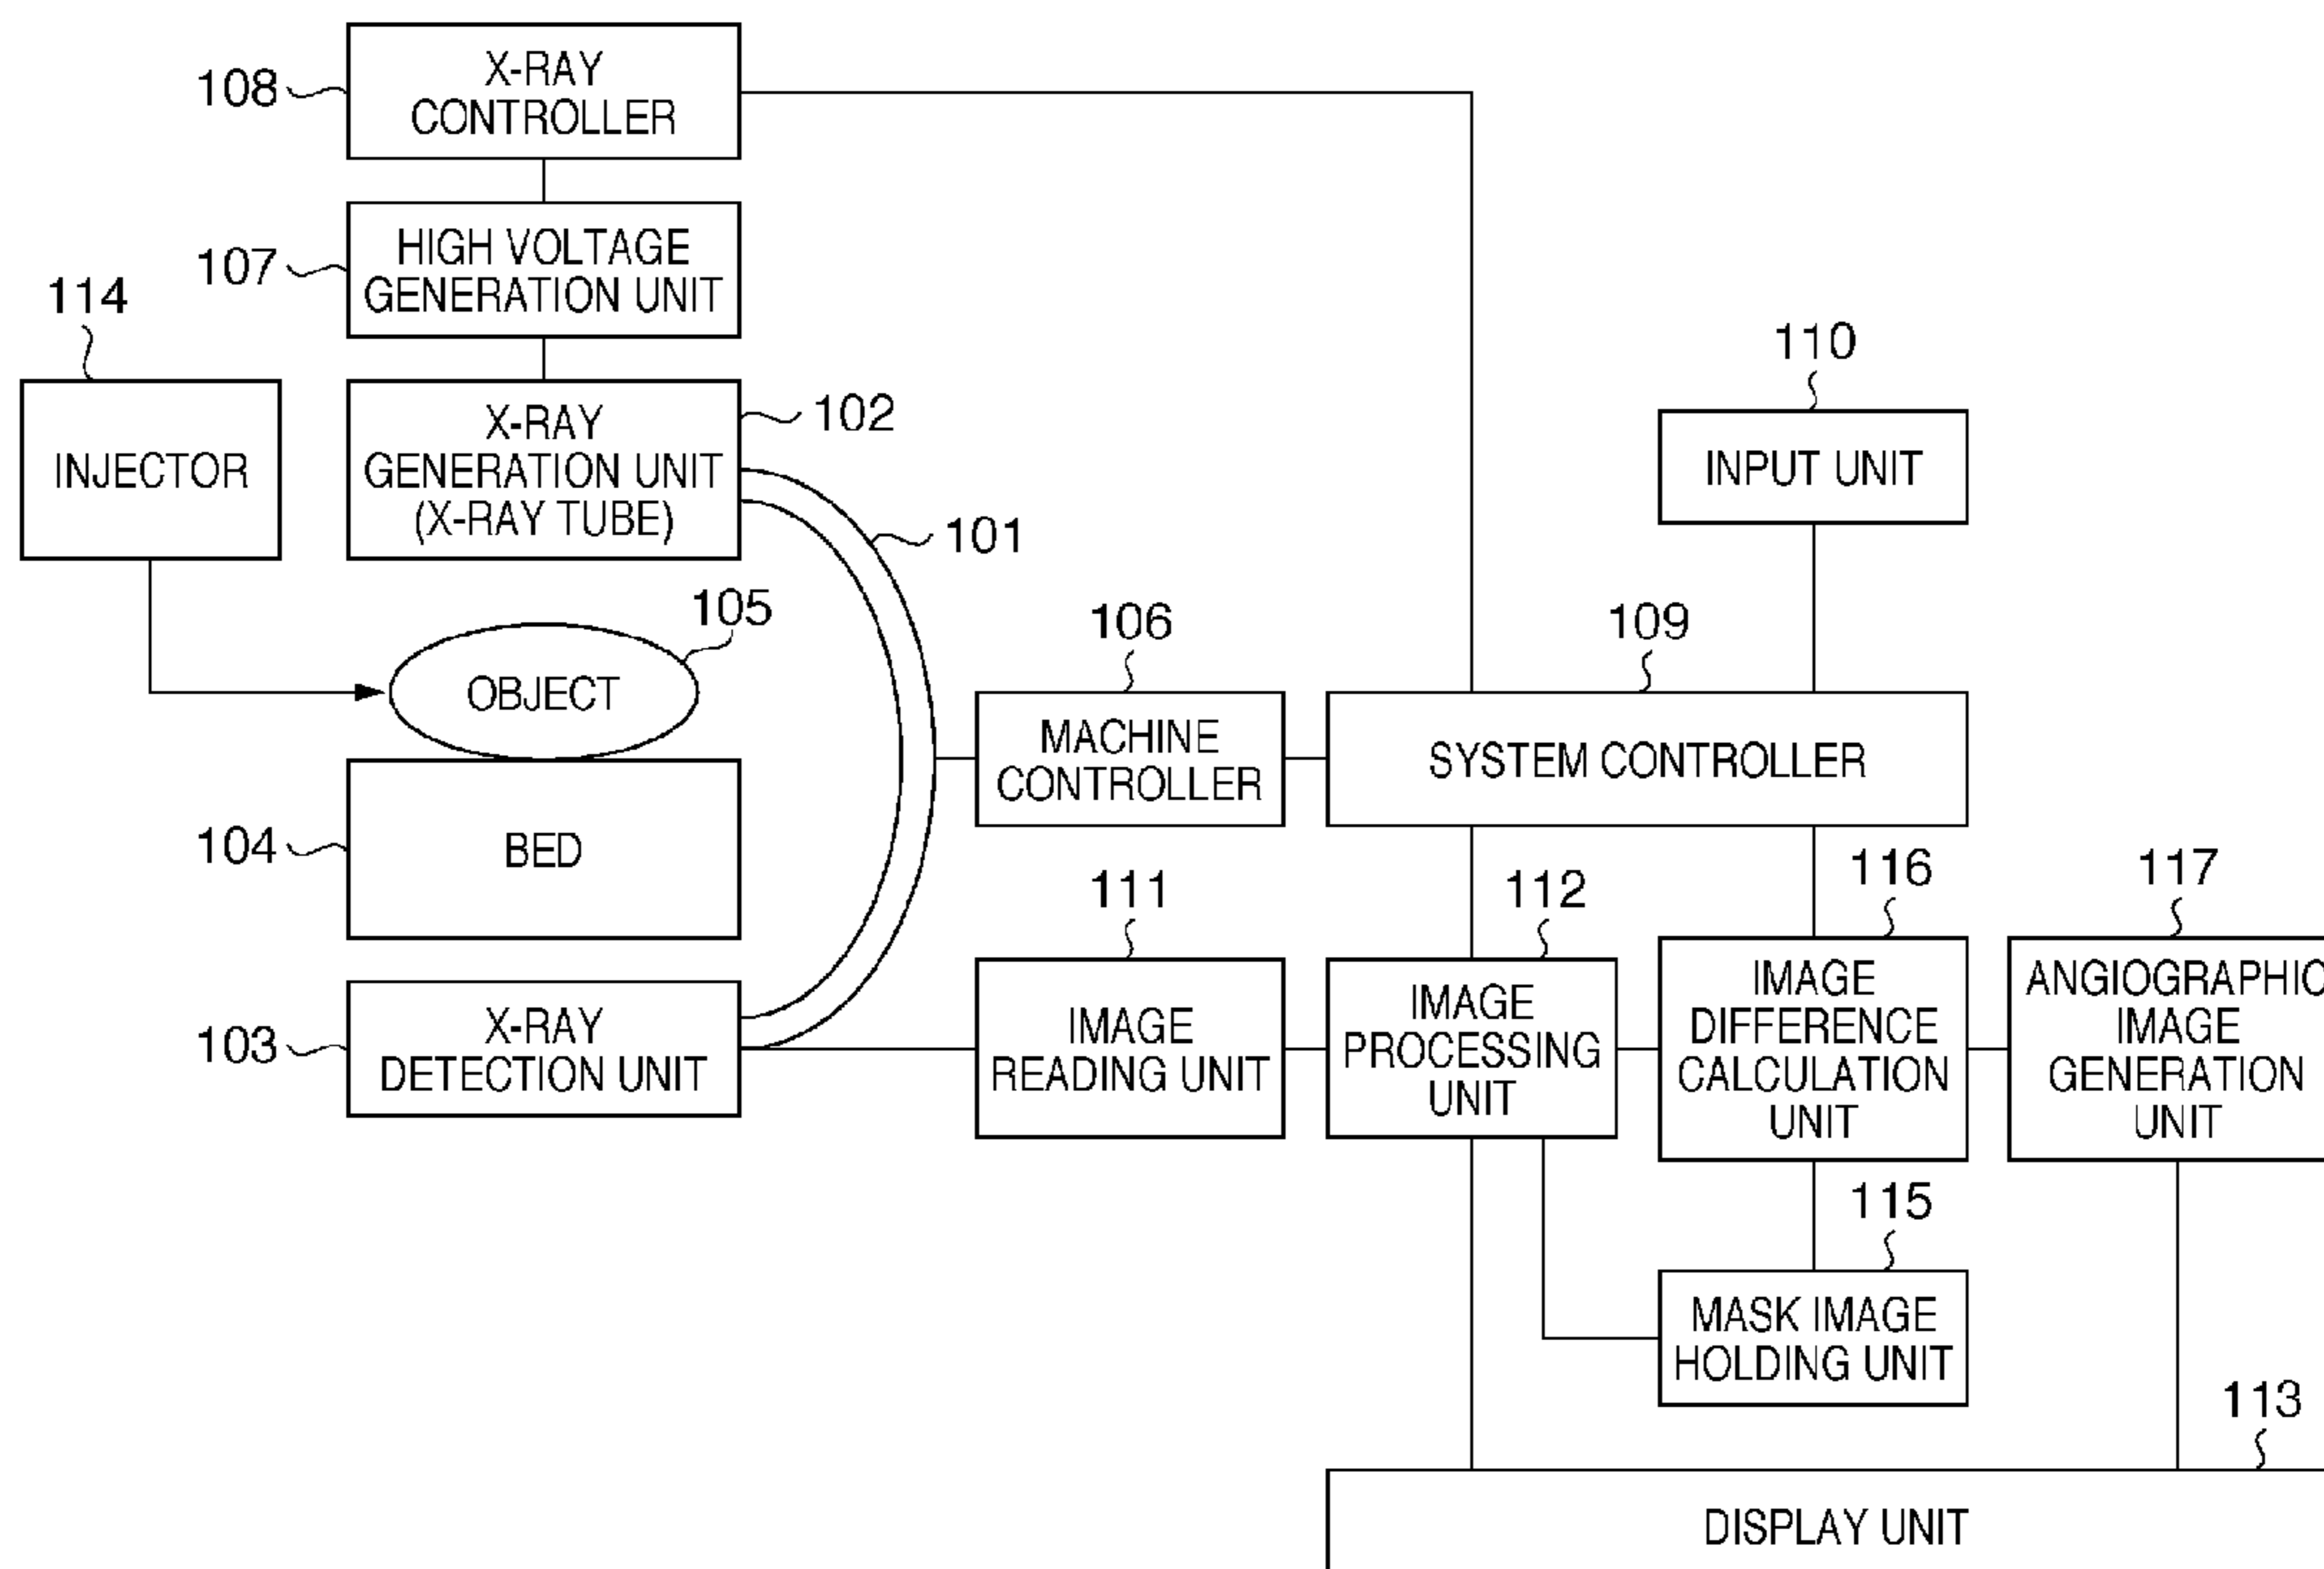 108
X-RAY
CONTROLLER
107
HIGH VOLTAGE
GENERATION UNIT
114
INJECTOR
X-RAY
GENERATION UNIT
(X-RAY TUBE)
102
101
110
INPUT UNIT
105
OBJECT
106
MACHINE
CONTROLLER
109
SYSTEM CONTROLLER
104
BED
103
X-RAY
DETECTION UNIT
111
IMAGE
READING UNIT
112
IMAGE
PROCESSING
UNIT
116
IMAGE
DIFFERENCE
CALCULATION
UNIT
117
ANGIOGRAPHIC
IMAGE
GENERATION
UNIT
115
MASK IMAGE
HOLDING UNIT
113
DISPLAY UNIT